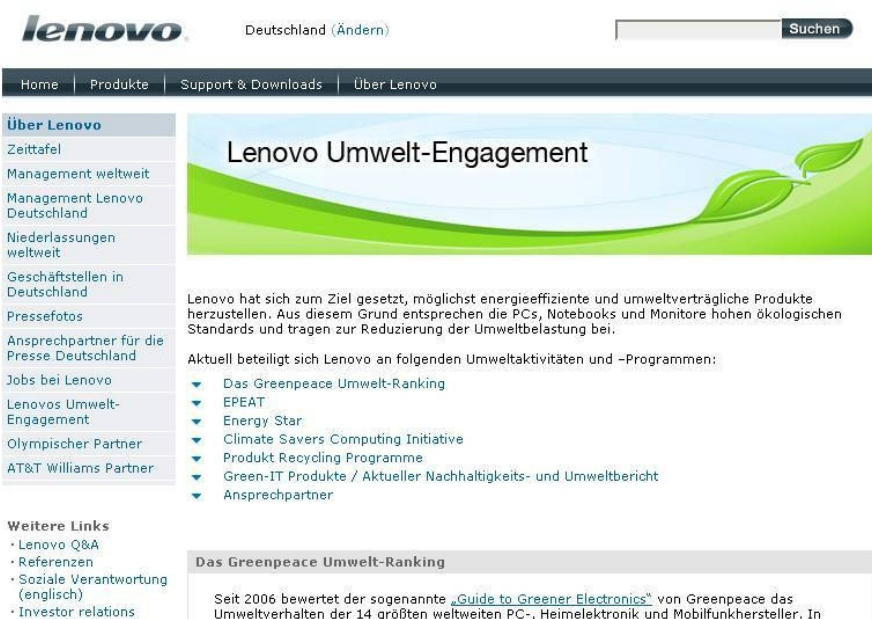 lenovo
Deutschland (Ändern)
Suchen
Home | Produkte | Support & Downloads | Über Lenovo
Über Lenovo
Zeittafel
Management weltweit
Management Lenovo
Deutschland
Niederlassungen
weltweit
Geschäftstellen in
Deutschland
Pressefotos
Ansprechpartner für die
Presse Deutschland
Jobs bei Lenovo
Lenovos Umwelt-
Engagement
Olympischer Partner
AT&T Williams Partner
Weitere Links
· Lenovo Q&A
· Referenzen
· Soziale Verantwortung
(englisch)
· Investor relations
Lenovo Umwelt-Engagement
Lenovo hat sich zum Ziel gesetzt, möglichst energieeffiziente und umweltverträgliche Produkte
herzustellen. Aus diesem Grund entsprechen die PCs, Notebooks und Monitore hohen ökologischen
Standards und tragen zur Reduzierung der Umweltbelastung bei.
Aktuell beteiligt sich Lenovo an folgenden Umweltaktivitäten und –Programmen:
Das Greenpeace Umwelt-Ranking
EPEAT
Energy Star
Climate Savers Computing Initiative
Produkt Recycling Programme
Green-IT Produkte / Aktueller Nachhaltigkeits- und Umweltbericht
Ansprechpartner
Das Greenpeace Umwelt-Ranking
Seit 2006 bewertet der sogenannte „Guide to Greener Electronics“ von Greenpeace das
Umweltverhalten der 14 größten weltweiten PC-, Heimelektronik und Mobilfunkhersteller. In